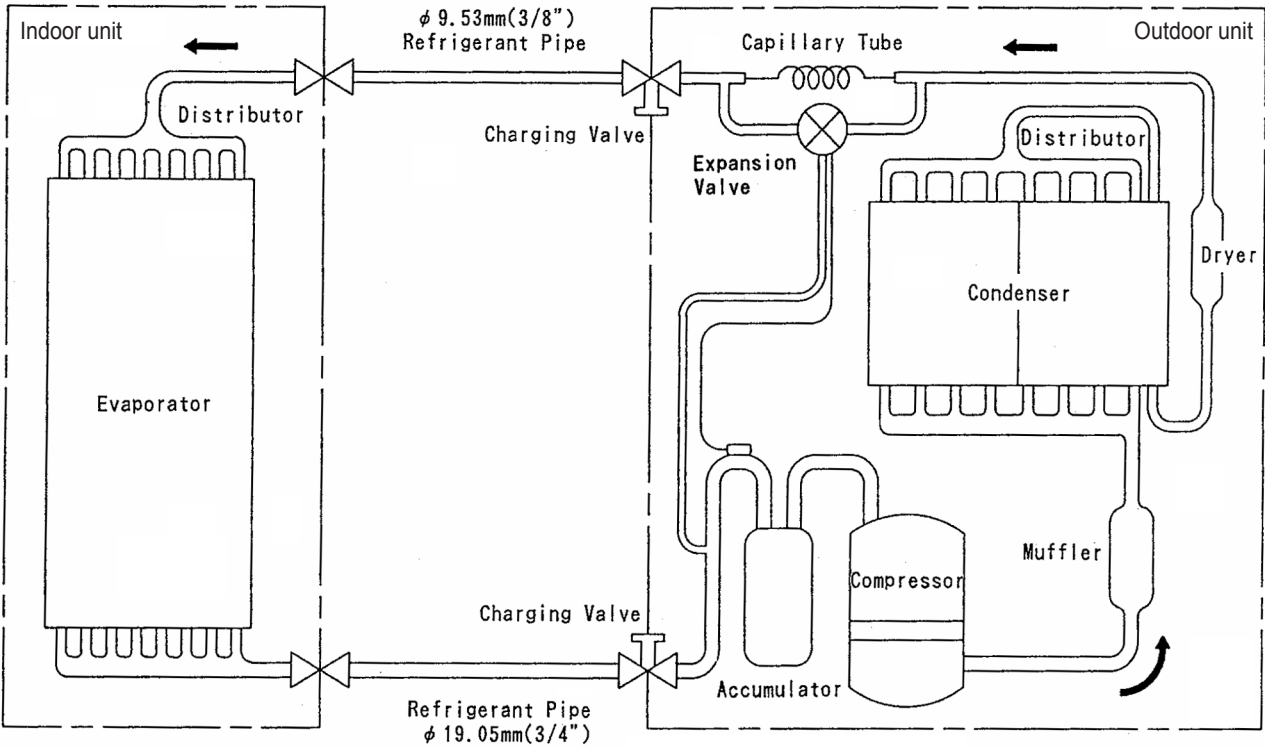 Indoor unit
φ 9.53mm(3/8")
Refrigerant Pipe
Capillary Tube
Outdoor unit
Distributor
Charging Valve
Expansion
Valve
Distributor
Dryer
Condenser
Evaporator
Muffler
Compressor
Charging Valve
Accumulator
Refrigerant Pipe
φ 19.05mm(3/4")